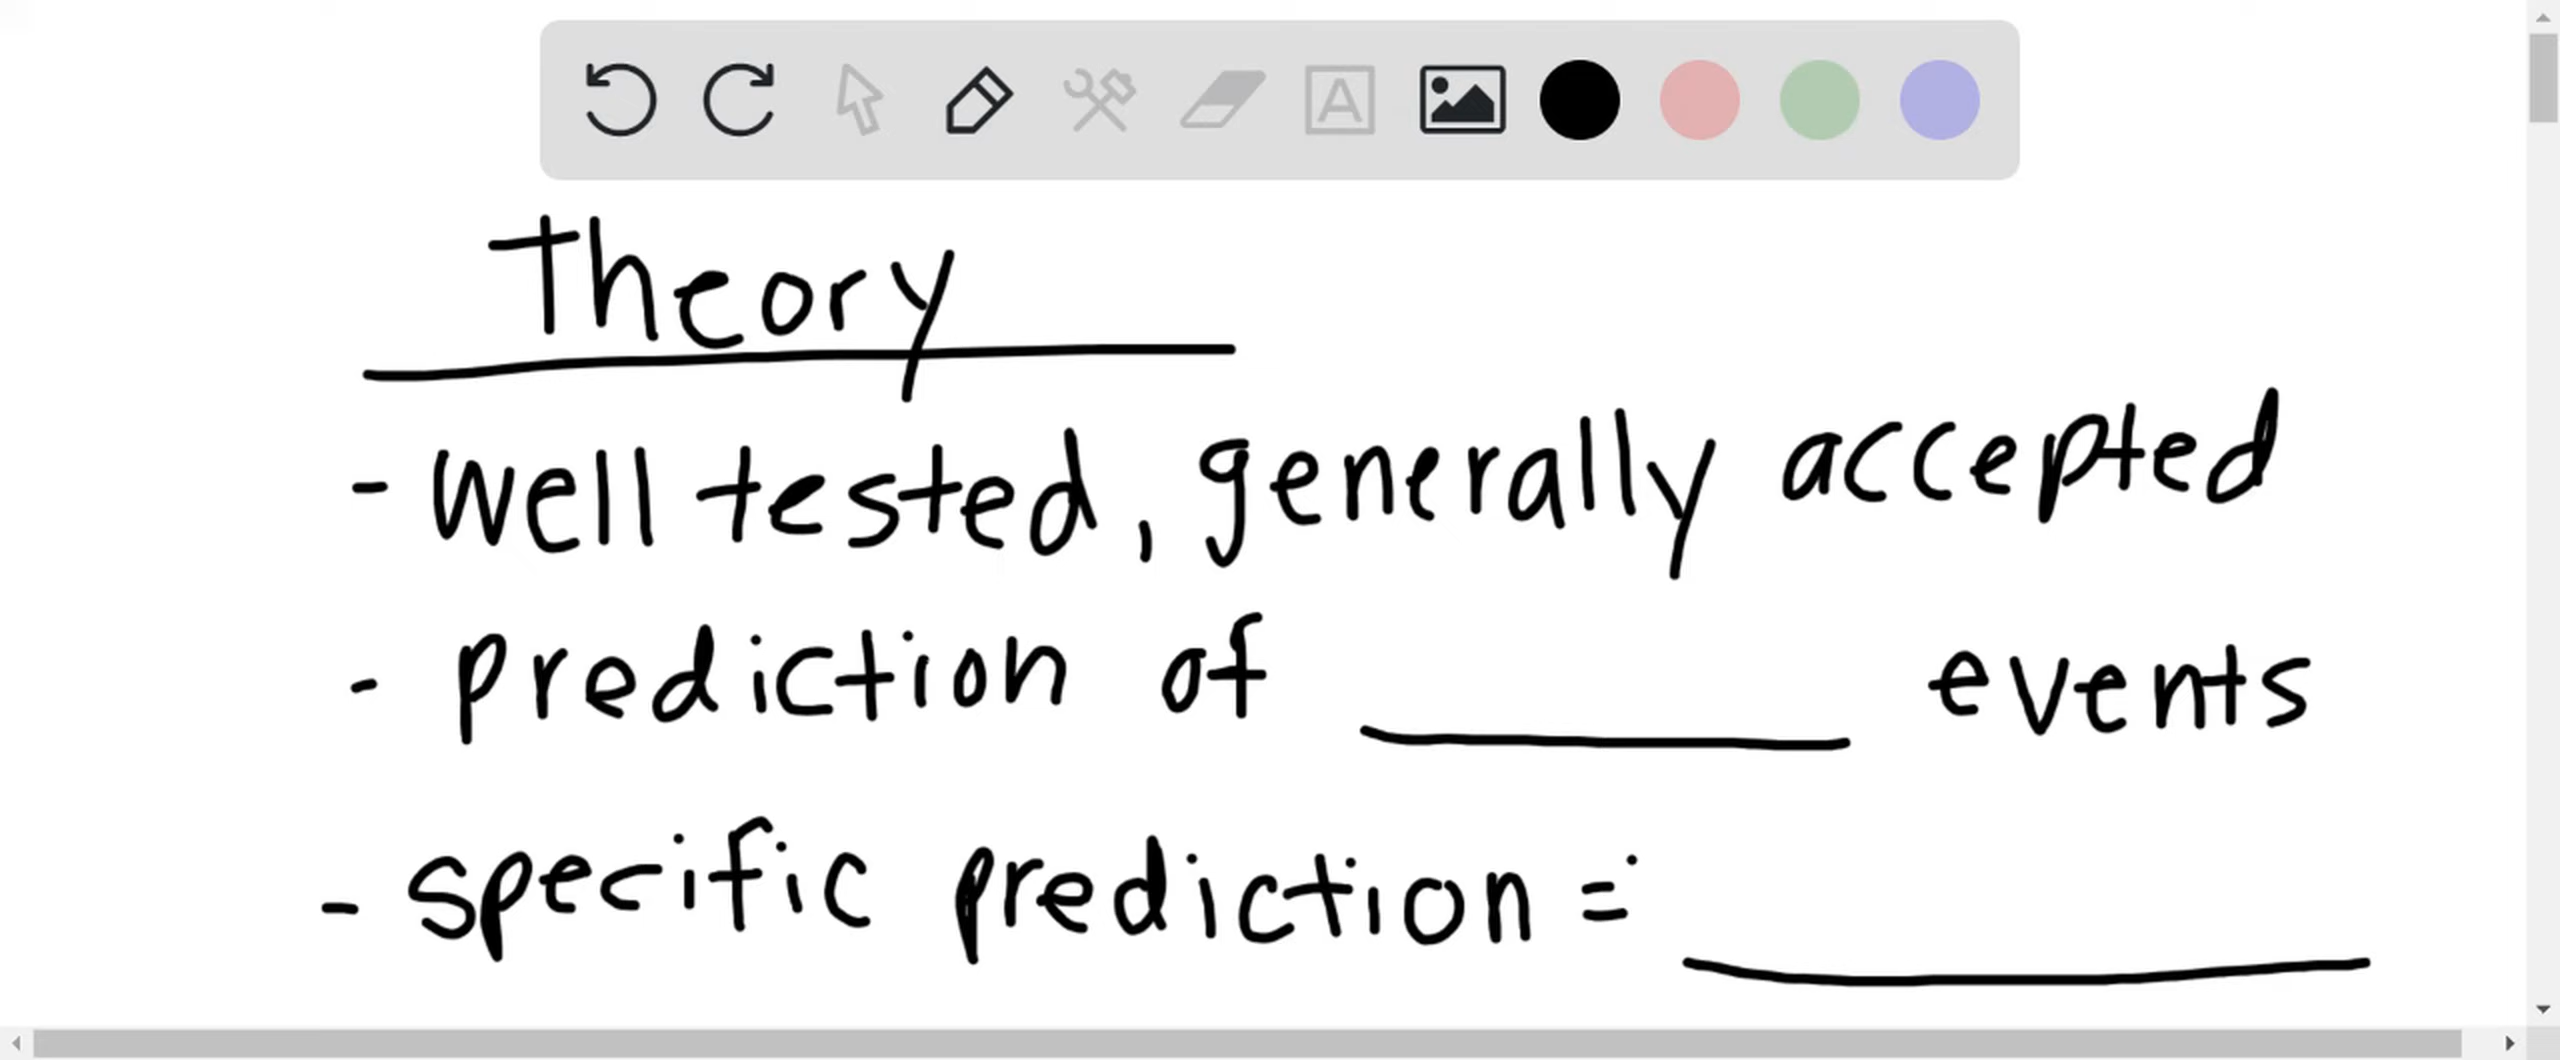 Theory
- well tested, generally accepted
- prediction of ______ events
- specific prediction = ______